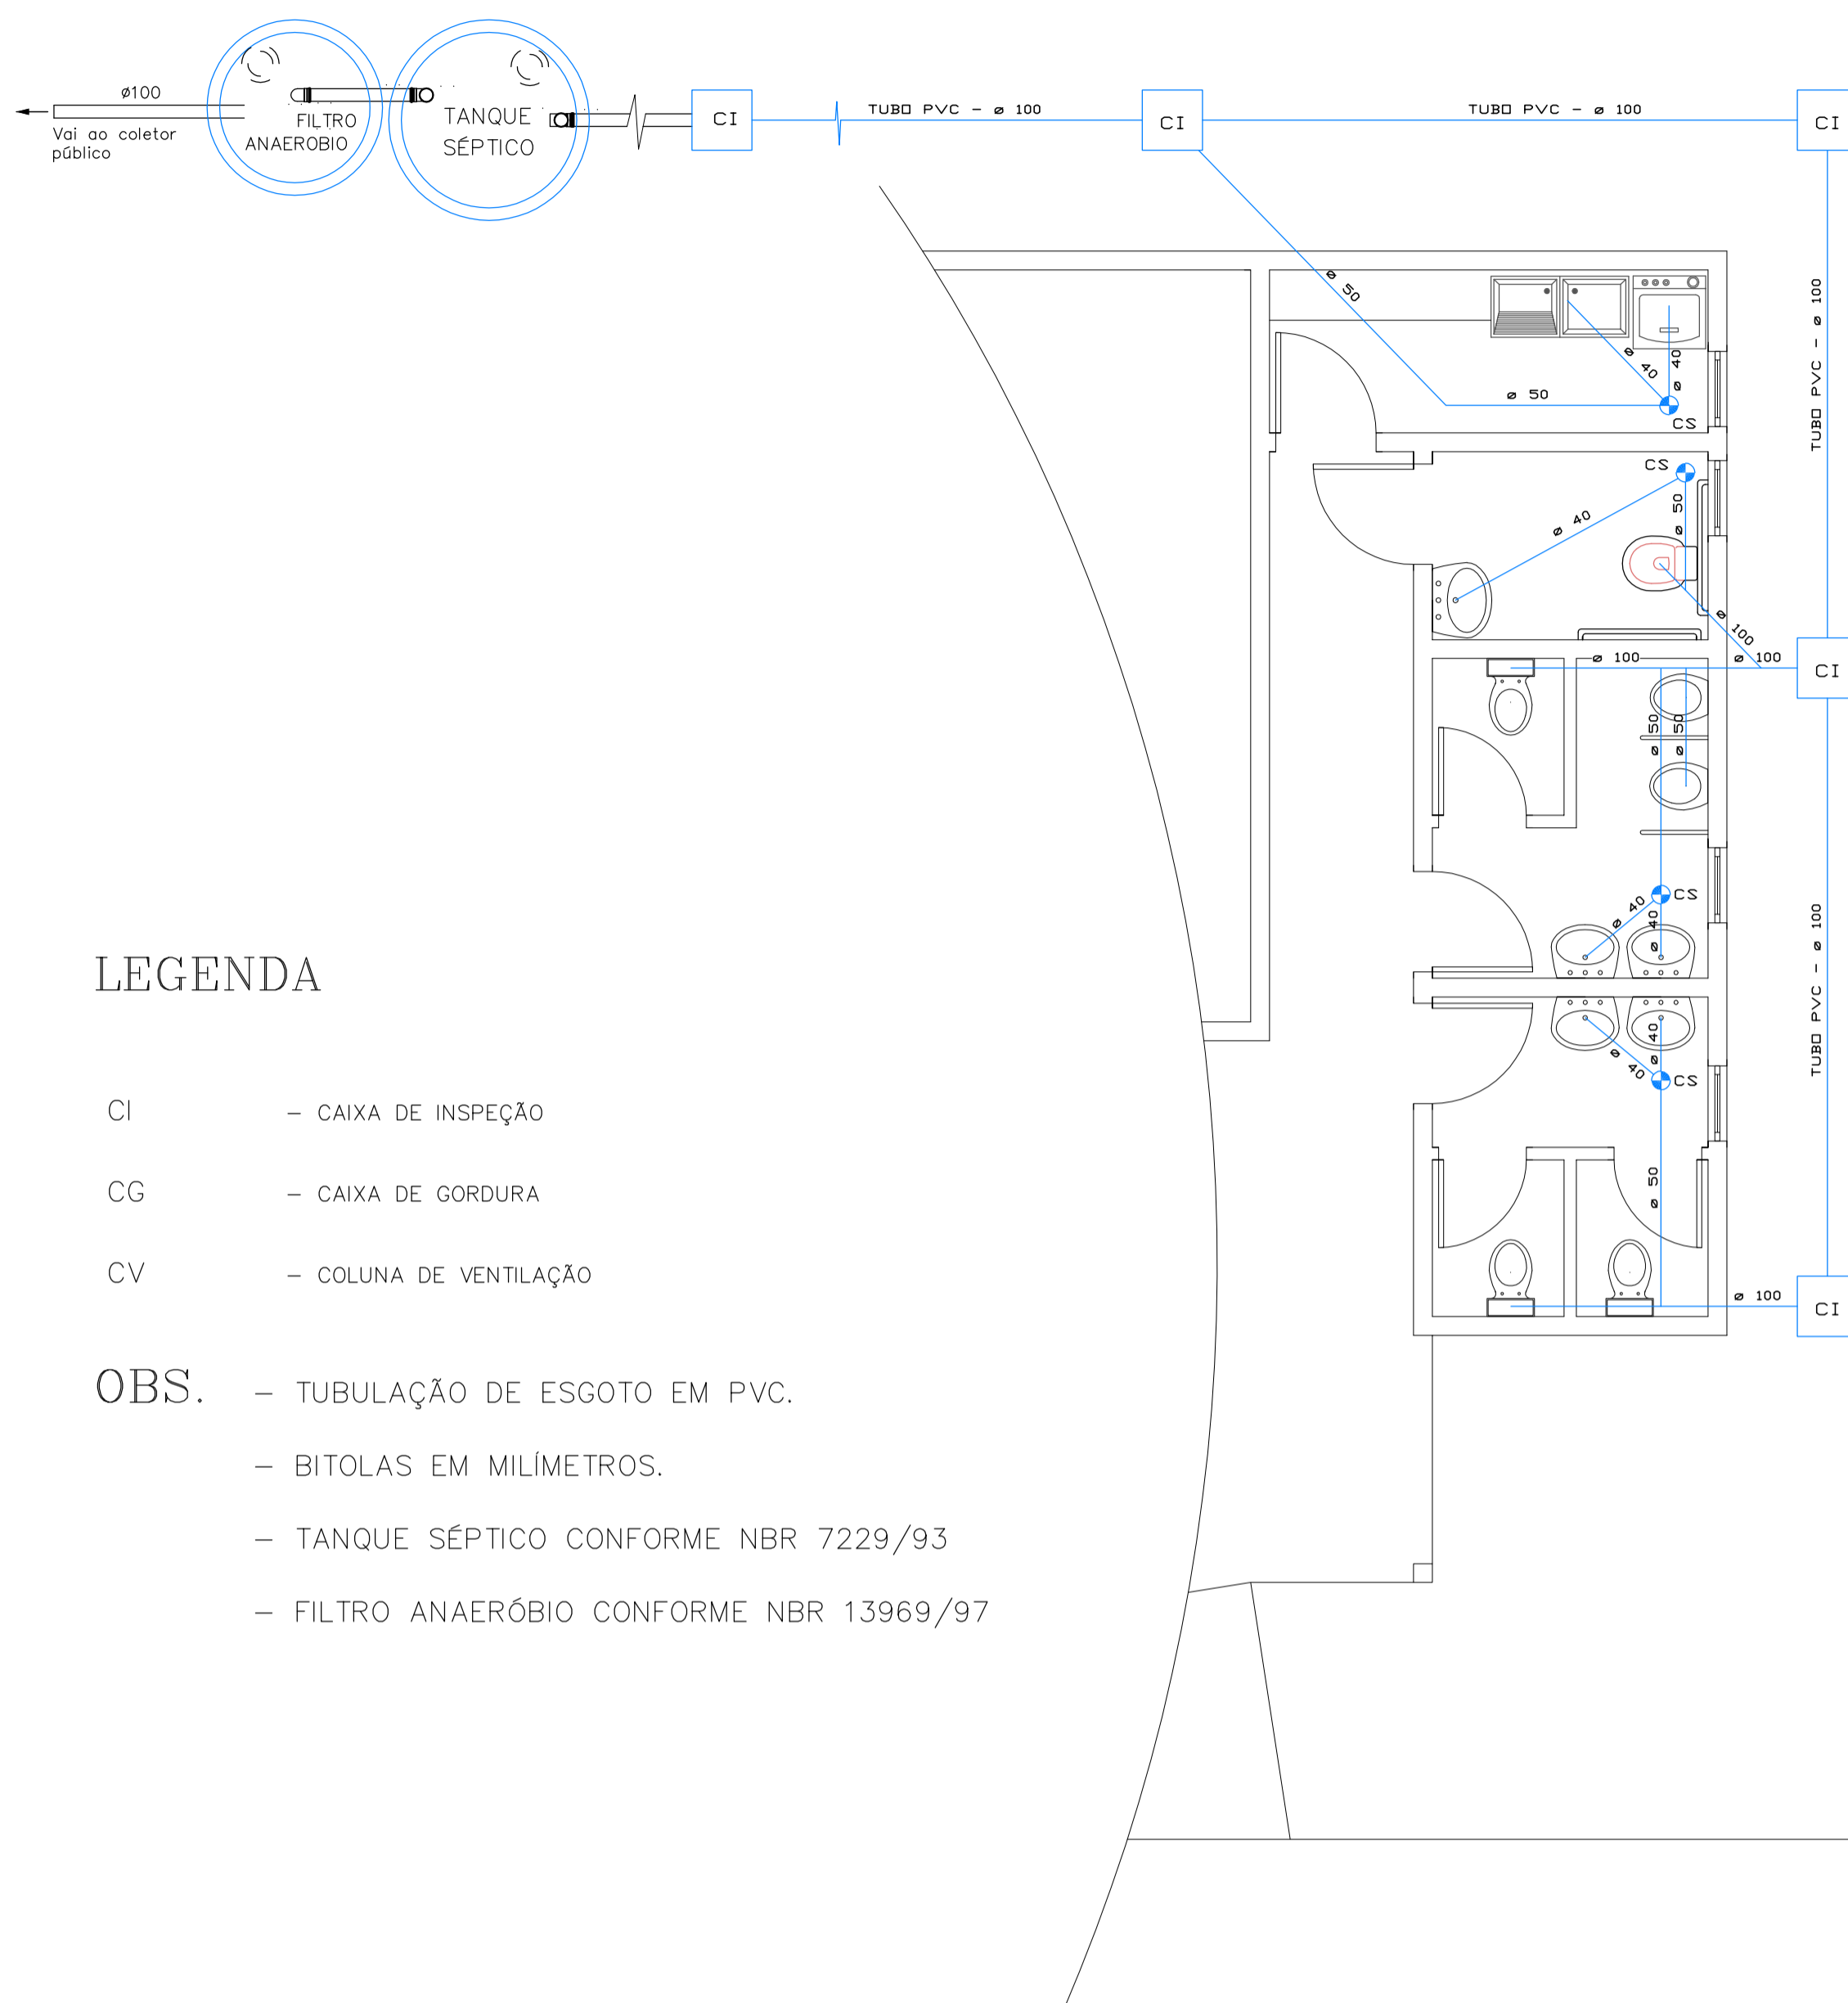 ø100
Vai ao coletor
público
FILTRO
ANAERÓBIO
TANQUE
SÉPTICO
CI
TUBO PVC - ø 100
CI
TUBO PVC - ø 100
CI
TUBO PVC - ø 100
ø 50
ø 40
ø 40
ø 50
CS
CS
ø 40
ø 50
ø 100
ø 100
ø 100
CI
ø 50
ø 50
CS
ø 40
ø 40
TUBO PVC - ø 100
ø 40
ø 40
CS
ø 50
ø 100
CI
LEGENDA
CI - CAIXA DE INSPEÇÃO
CG - CAIXA DE GORDURA
CV - COLUNA DE VENTILAÇÃO
OBS. - TUBULAÇÃO DE ESGOTO EM PVC.
- BITOLAS EM MILÍMETROS.
- TANQUE SÉPTICO CONFORME NBR 7229/93
- FILTRO ANAERÓBIO CONFORME NBR 13969/97